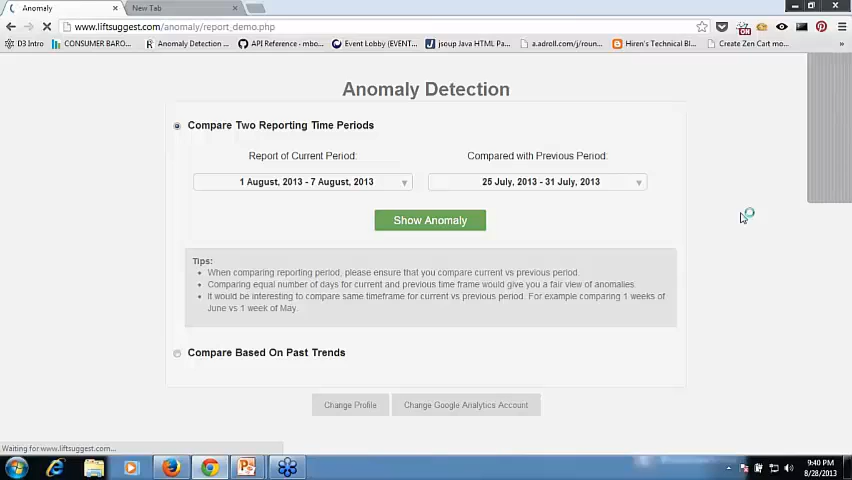 Anomaly
New Tab
www.liftsuggest.com/anomaly/report_demo.php
D3 Intro
CONSUMER BARO...
Anomaly Detection ...
API Reference - mbo...
Event Lobby (EVENT...
jsoup Java HTML Pa...
a.adroll.com/j/roun...
Hiren's Technical Bl...
Create Zen Cart mo...
Anomaly Detection
Compare Two Reporting Time Periods
Report of Current Period:
Compared with Previous Period:
1 August, 2013 - 7 August, 2013
25 July, 2013 - 31 July, 2013
Show Anomaly
Tips:
When comparing reporting period, please ensure that you compare current vs previous period.
Comparing equal number of days for current and previous time frame would give you a fair view of anomalies.
It would be interesting to compare same timeframe for current vs previous period. For example comparing 1 weeks of
June vs 1 week of May.
Compare Based On Past Trends
Change Profile
Change Google Analytics Account
Waiting for www.liftsuggest.com...
9:40 PM
8/28/2013